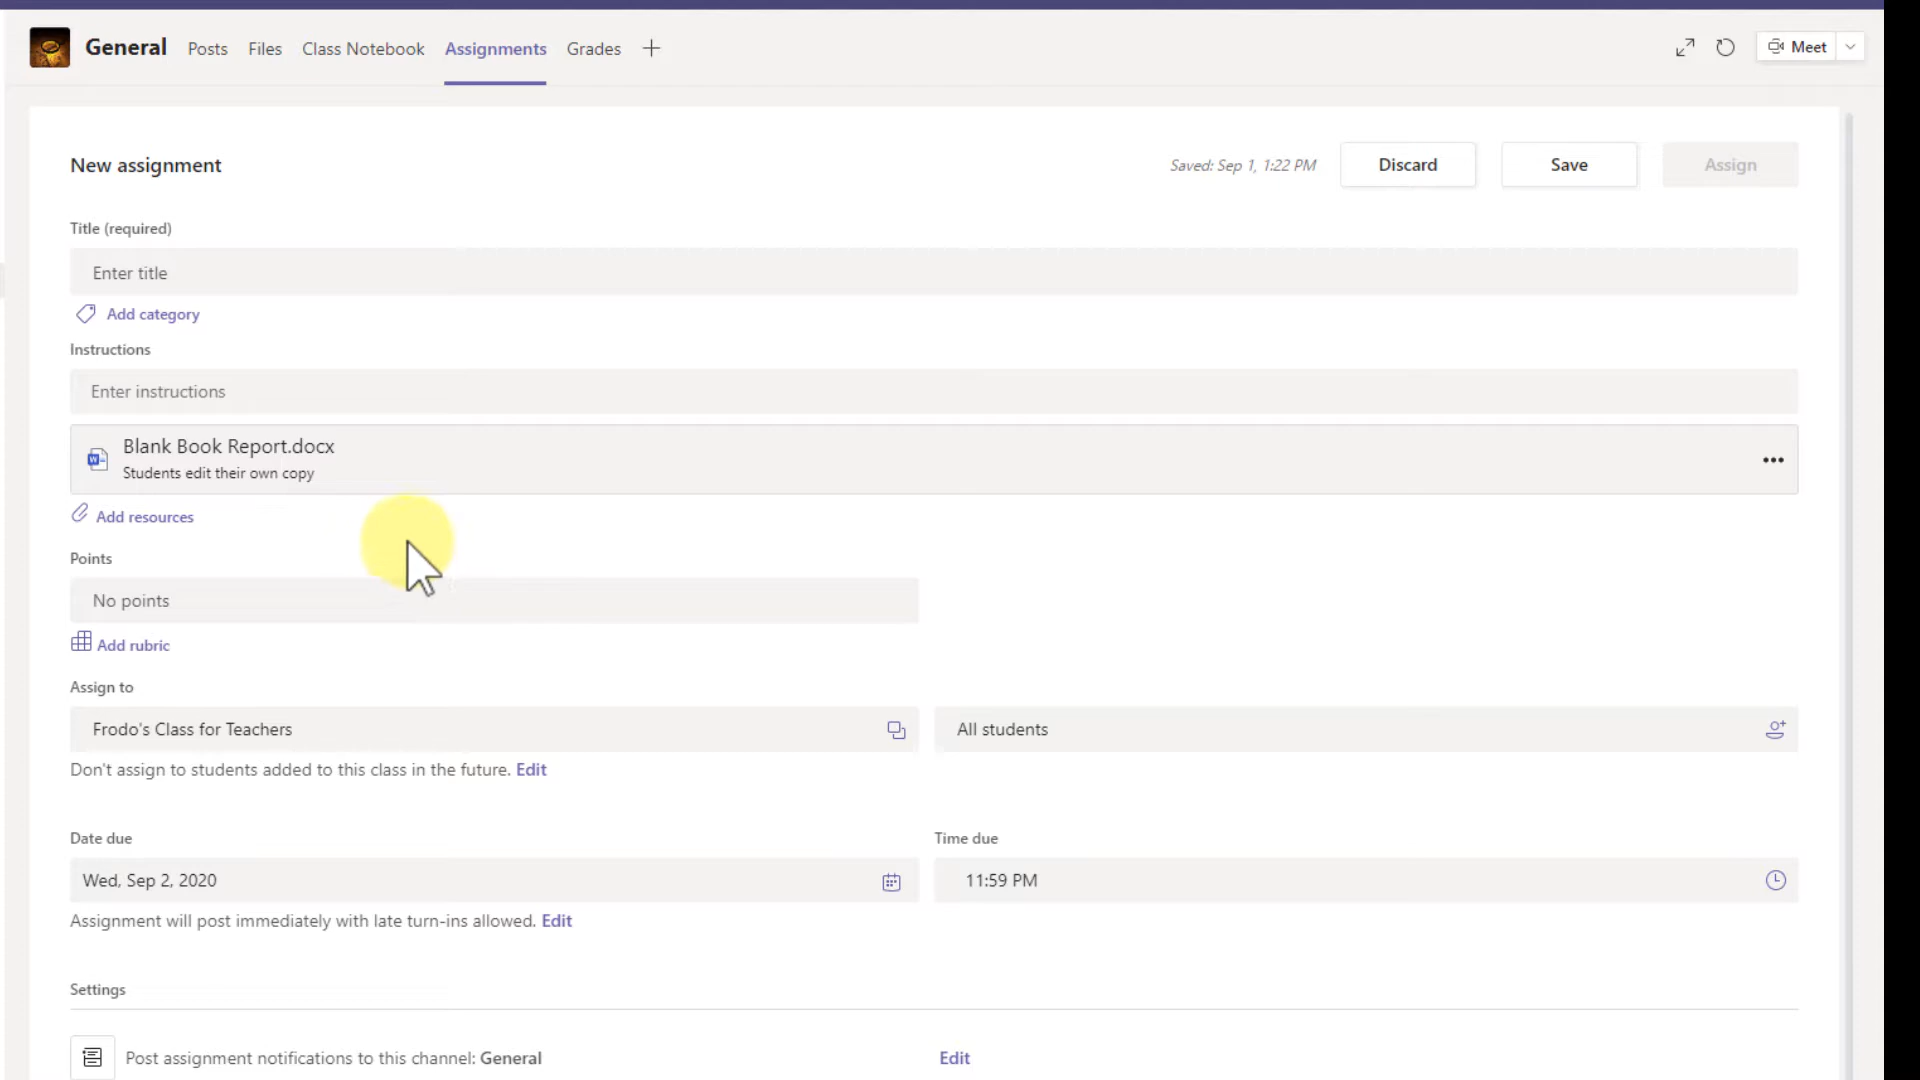 General Posts Files Class Notebook Assignments Grades
Meet
New assignment
Saved: Sep 1, 1:22 PM
Discard
Save
Assign
Title (required)
Enter title
Add category
Instructions
Enter instructions
Blank Book Report.docx
Students edit their own copy
Add resources
Points
No points
Add rubric
Assign to
Frodo's Class for Teachers
All students
Don't assign to students added to this class in the future. Edit
Date due
Time due
Wed, Sep 2, 2020
11:59 PM
Assignment will post immediately with late turn-ins allowed. Edit
Settings
Post assignment notifications to this channel: General
Edit